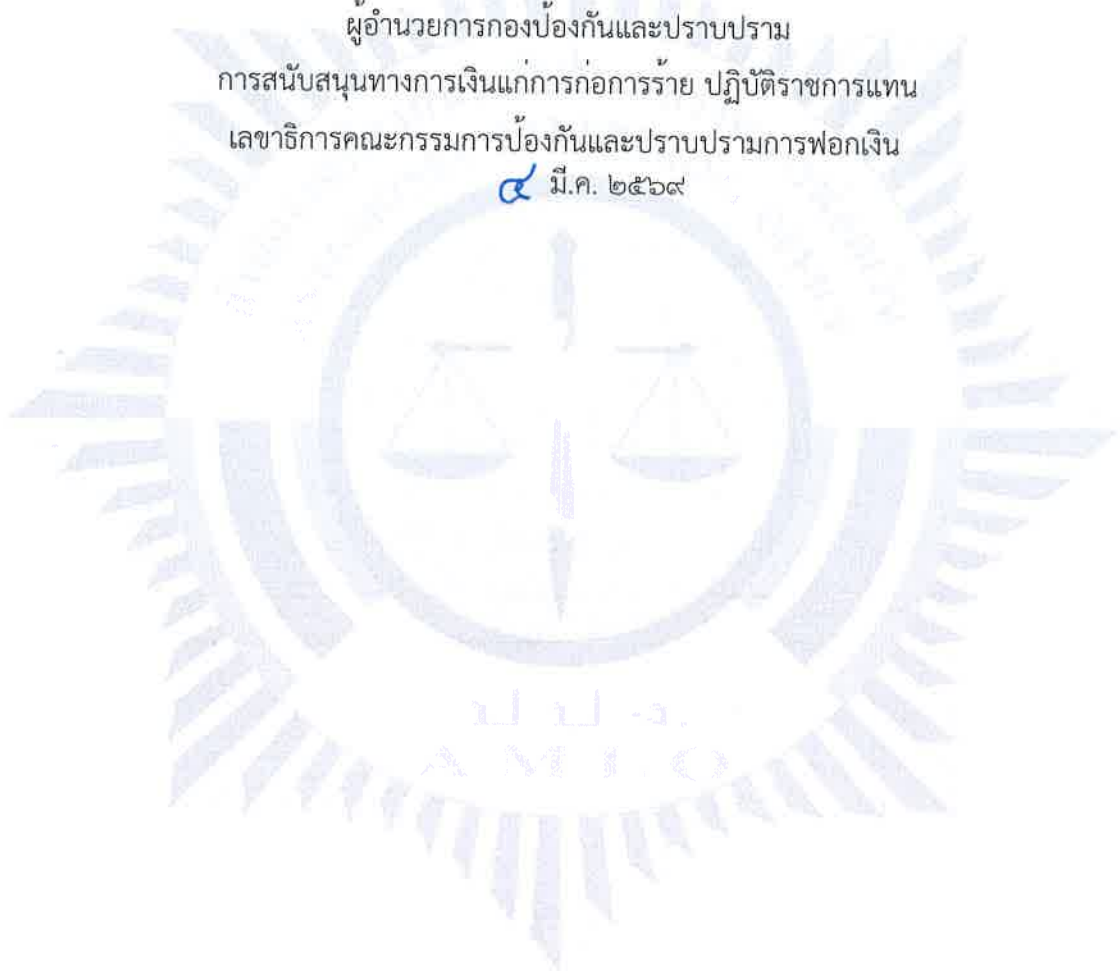 ผู้อำนวยการกองป้องกันและปราบปราม
การสนับสนุนทางการเงินแก่การก่อการร้าย ปฏิบัติราชการแทน
เลขาธิการคณะกรรมการป้องกันและปราบปรามการฟอกเงิน
๔ มี.ค. ๒๕๖๙
ป ป ง
AMLO